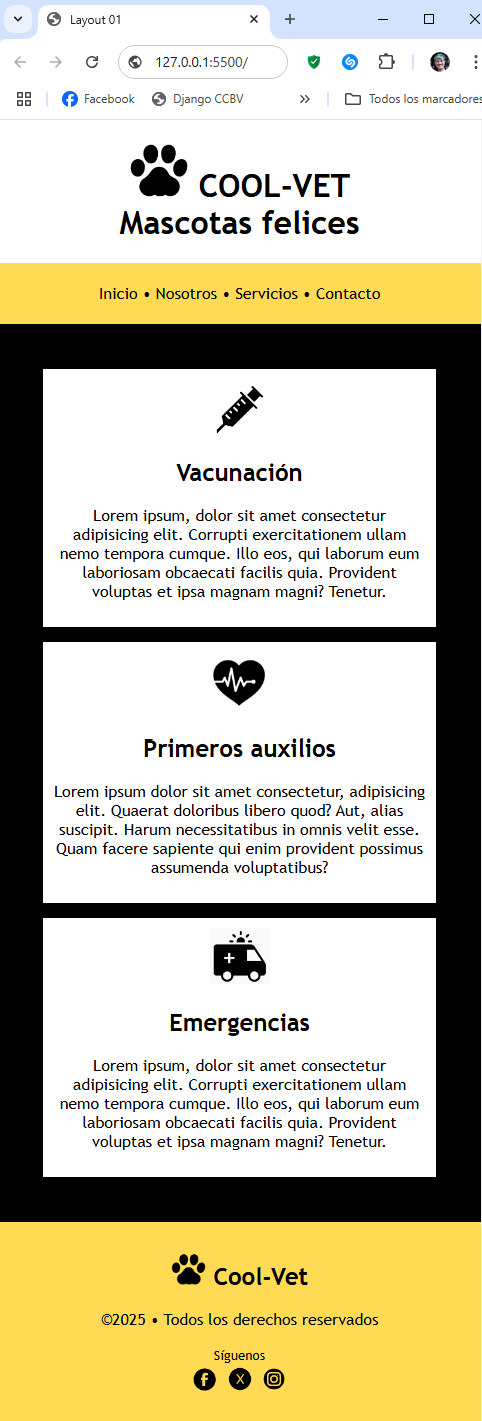 Layout 01
127.0.0.1:5500/
Facebook
Django CCBV
Todos los marcadores
COOL-VET
Mascotas felices
Inicio • Nosotros • Servicios • Contacto
Vacunación
Lorem ipsum, dolor sit amet consectetur
adipisicing elit. Corrupti exercitationem ullam
nemo tempora cumque. Illo eos, qui laborum eum
laboriosam obcaecati facilis quia. Provident
voluptas et ipsa magnam magni? Tenetur.
Primeros auxilios
Lorem ipsum dolor sit amet consectetur, adipisicing
elit. Quaerat doloribus libero quod? Aut, alias
suscipit. Harum necessitatibus in omnis velit esse.
Quam facere sapiente qui enim provident possimus
assumenda voluptatibus?
Emergencias
Lorem ipsum, dolor sit amet consectetur
adipisicing elit. Corrupti exercitationem ullam
nemo tempora cumque. Illo eos, qui laborum eum
laboriosam obcaecati facilis quia. Provident
voluptas et ipsa magnam magni? Tenetur.
Cool-Vet
©2025 • Todos los derechos reservados
Síguenos